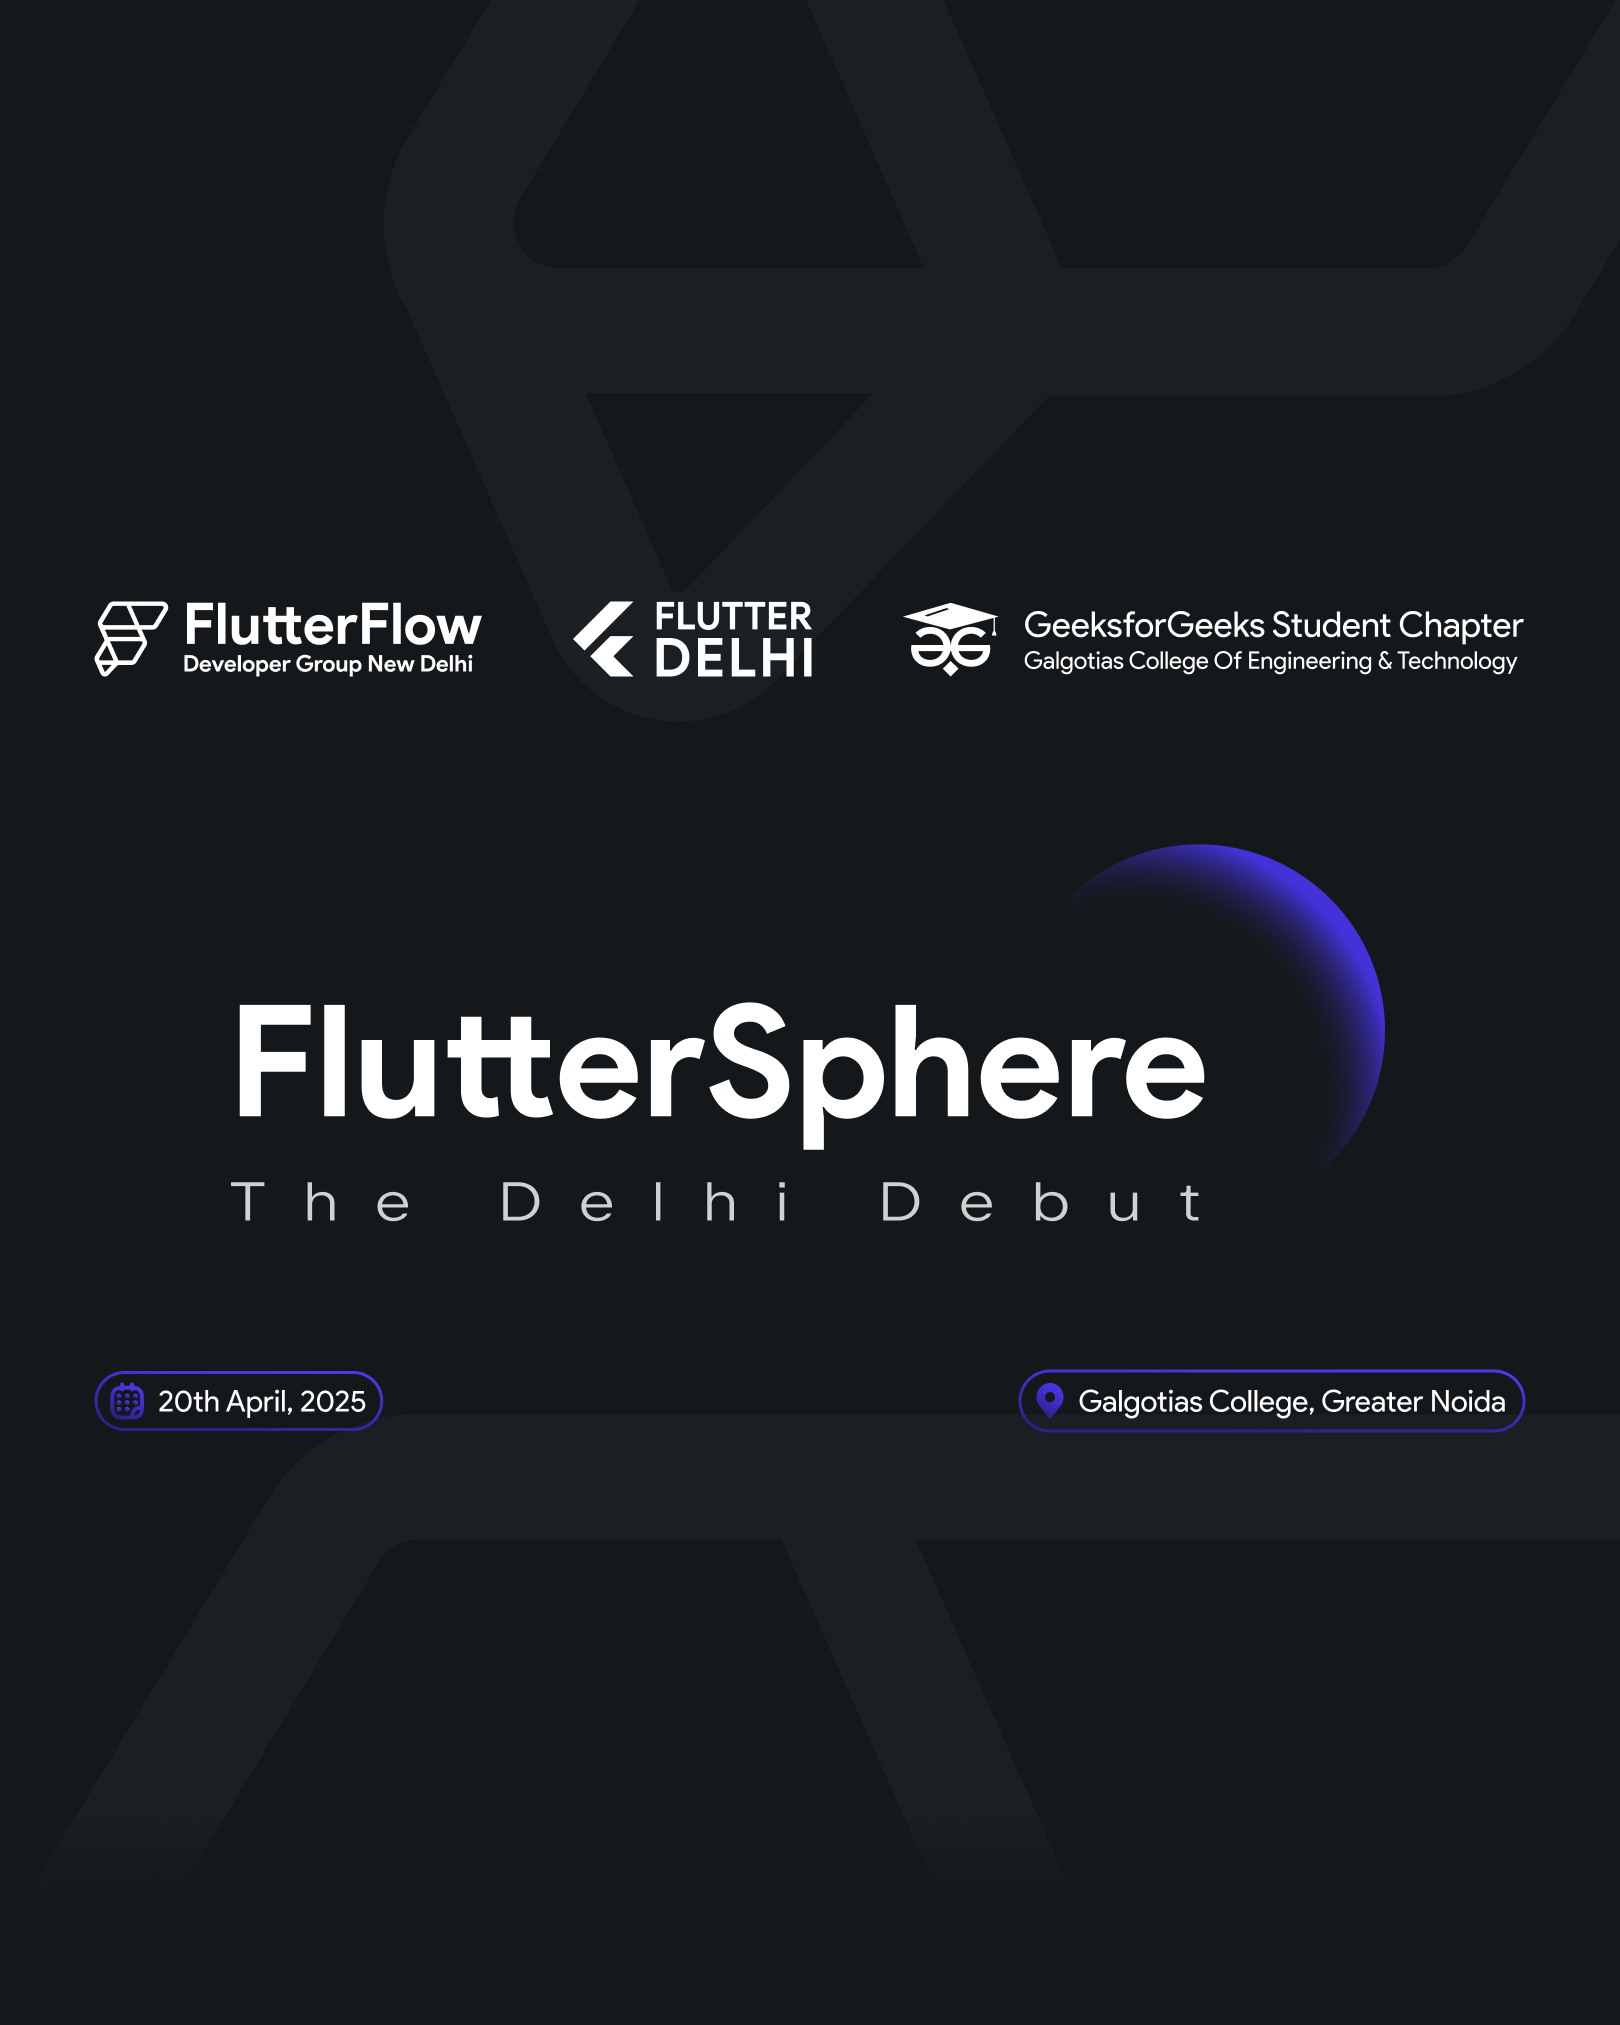 FlutterFlow
Developer Group New Delhi
FLUTTER
DELHI
GeeksforGeeks Student Chapter
Galgotias College Of Engineering & Technology
FlutterSphere
The Delhi Debut
20th April, 2025
Galgotias College, Greater Noida